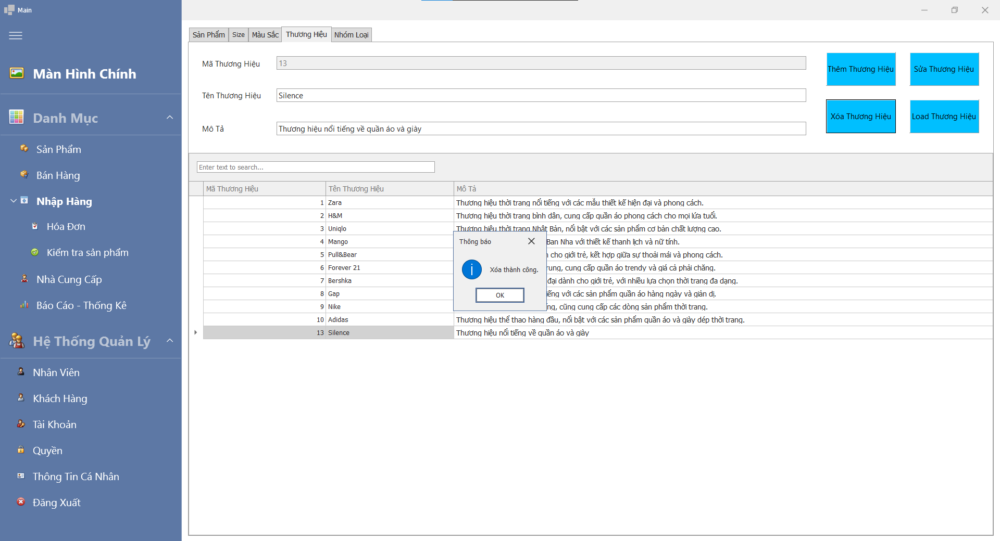 Main
Màn Hình Chính
Danh Mục
Sản Phẩm
Bán Hàng
Nhập Hàng
Hóa Đơn
Kiểm tra sản phẩm
Nhà Cung Cấp
Báo Cáo - Thống Kê
Hệ Thống Quản Lý
Nhân Viên
Khách Hàng
Tài Khoản
Quyền
Thông Tin Cá Nhân
Đăng Xuất
Sản Phẩm Size Màu Sắc Thương Hiệu Nhóm Loại
Mã Thương Hiệu 13
Tên Thương Hiệu Silence
Mô Tả Thương hiệu nổi tiếng về quần áo và giày
Thêm Thương Hiệu Sửa Thương Hiệu
Xóa Thương Hiệu Load Thương Hiệu
Enter text to search...
Mã Thương Hiệu Tên Thương Hiệu Mô Tả
1 Zara Thương hiệu thời trang nổi tiếng với các mẫu thiết kế hiện đại và phong cách.
2 H&M Thương hiệu thời trang bình dân, cung cấp quần áo phong cách cho mọi lứa tuổi.
3 Uniqlo Thương hiệu thời trang Nhật Bản, nổi bật với các sản phẩm cơ bản chất lượng cao.
4 Mango Ban Nha với thiết kế thanh lịch và nữ tính.
5 Pull&Bear cho giới trẻ, kết hợp giữa sự thoải mái và phong cách.
6 Forever 21 rung, cung cấp quần áo trendy và giá cả phải chăng.
7 Bershka đại dành cho giới trẻ, với nhiều lựa chọn thời trang đa dạng.
8 Gap tiếng với các sản phẩm quần áo hàng ngày và giản dị.
9 Nike ng, cũng cung cấp các dòng sản phẩm thời trang.
10 Adidas Thương hiệu thể thao hàng đầu, nổi bật với các sản phẩm quần áo và giày dép thời trang.
13 Silence Thương hiệu nổi tiếng về quần áo và giày
Thông báo
Xóa thành công.
OK